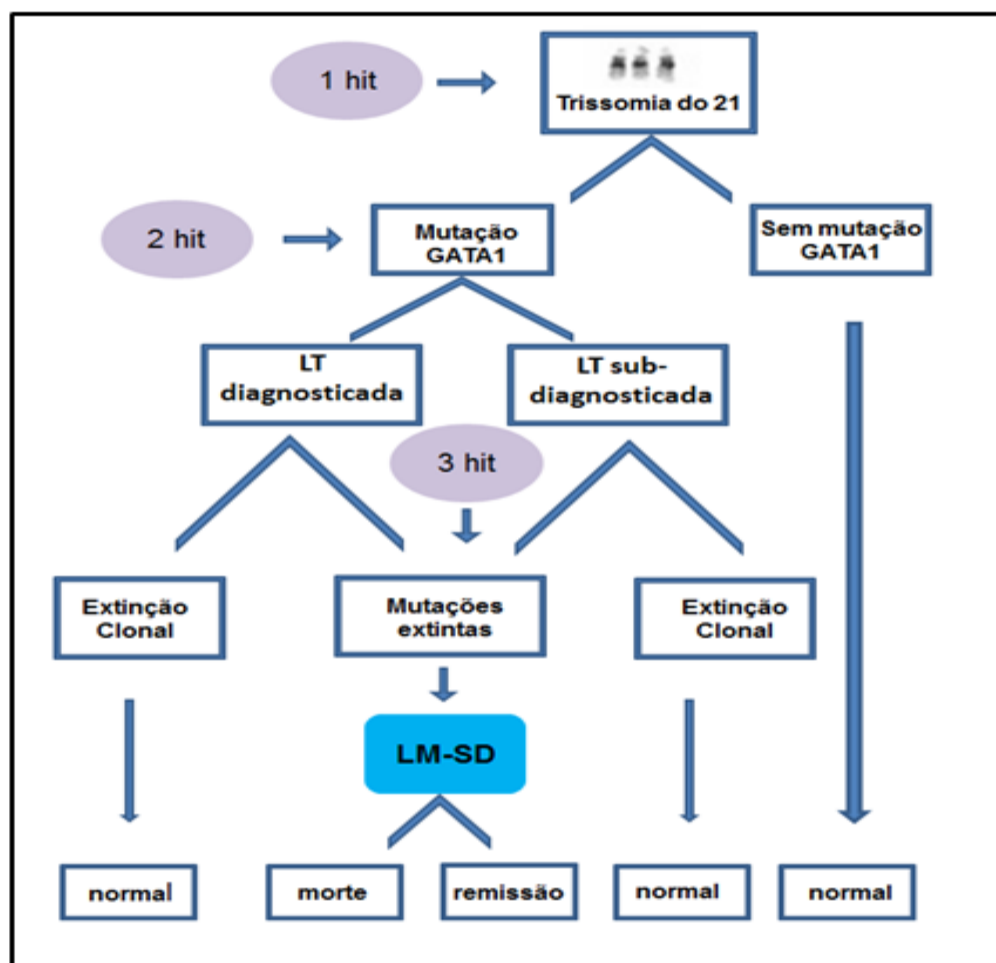 1 hit
Trissomia do 21
2 hit
Mutação
GATA1
Sem mutação
GATA1
LT
diagnosticada
LT sub-
diagnosticada
3 hit
Extinção
Clonal
Mutações
extintas
Extinção
Clonal
LM-SD
normal
morte
remissão
normal
normal